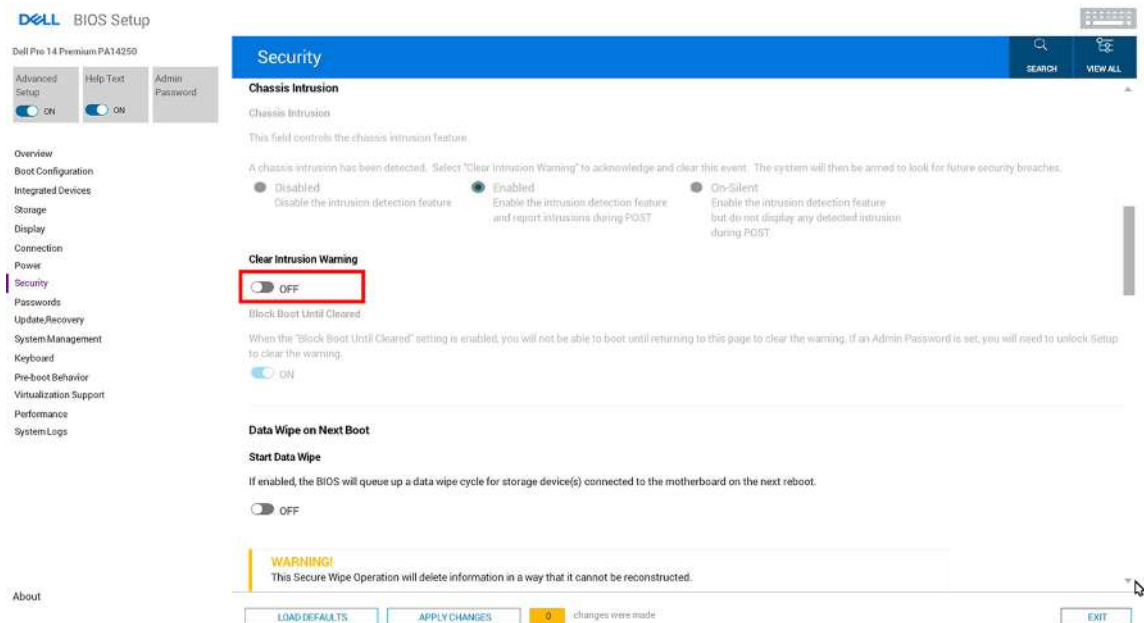 DELL BIOS Setup
Dell Pro 14 Premium PA14250
Advanced Setup
ON
Help Text
ON
Admin Password
Overview
Boot Configuration
Integrated Devices
Storage
Display
Connection
Power
Security
Passwords
Update,Recovery
System Management
Keyboard
Pre-boot Behavior
Virtualization Support
Performance
System Logs
About
Security
SEARCH
VIEW ALL
Chassis Intrusion
Chassis Intrusion
This field controls the chassis intrusion feature.
A chassis intrusion has been detected. Select "Clear Intrusion Warning" to acknowledge and clear this event. The system will then be armed to look for future security breaches.
Disabled
Disable the intrusion detection feature
Enabled
Enable the intrusion detection feature
and report intrusions during POST
On-Silent
Enable the intrusion detection feature
but do not display any detected intrusion
during POST
Clear Intrusion Warning
OFF
Block Boot Until Cleared
When the "Block Boot Until Cleared" setting is enabled, you will not be able to boot until returning to this page to clear the warning. If an Admin Password is set, you will need to unlock Setup
to clear the warning.
ON
Data Wipe on Next Boot
Start Data Wipe
If enabled, the BIOS will queue up a data wipe cycle for storage device(s) connected to the motherboard on the next reboot.
OFF
WARNING!
This Secure Wipe Operation will delete information in a way that it cannot be reconstructed.
LOAD DEFAULTS
APPLY CHANGES
0 changes were made
EXIT